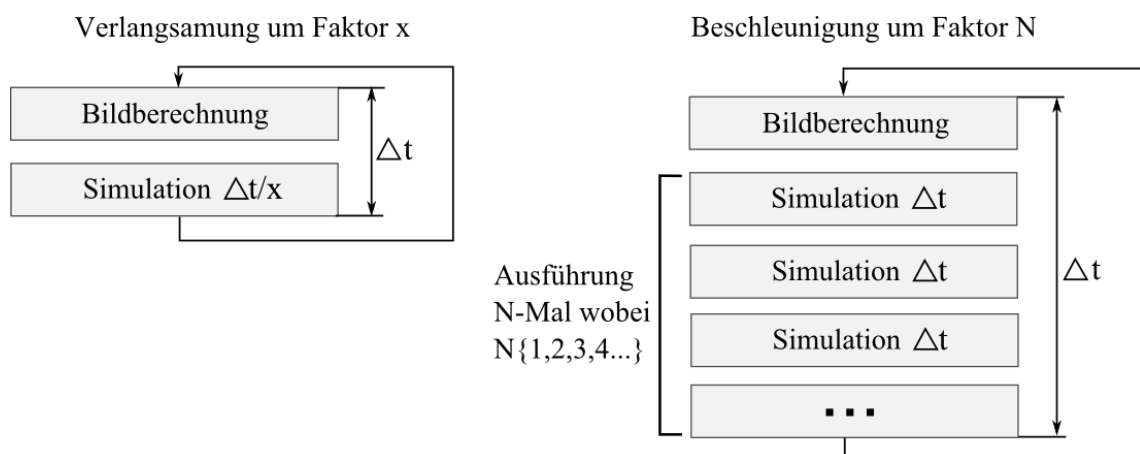 Verlangsamung um Faktor x
Bildberechnung
Simulation △t/x
△t
Beschleunigung um Faktor N
Bildberechnung
Simulation △t
Simulation △t
Simulation △t
...
△t
Ausführung
N-Mal wobei
N{1,2,3,4...}